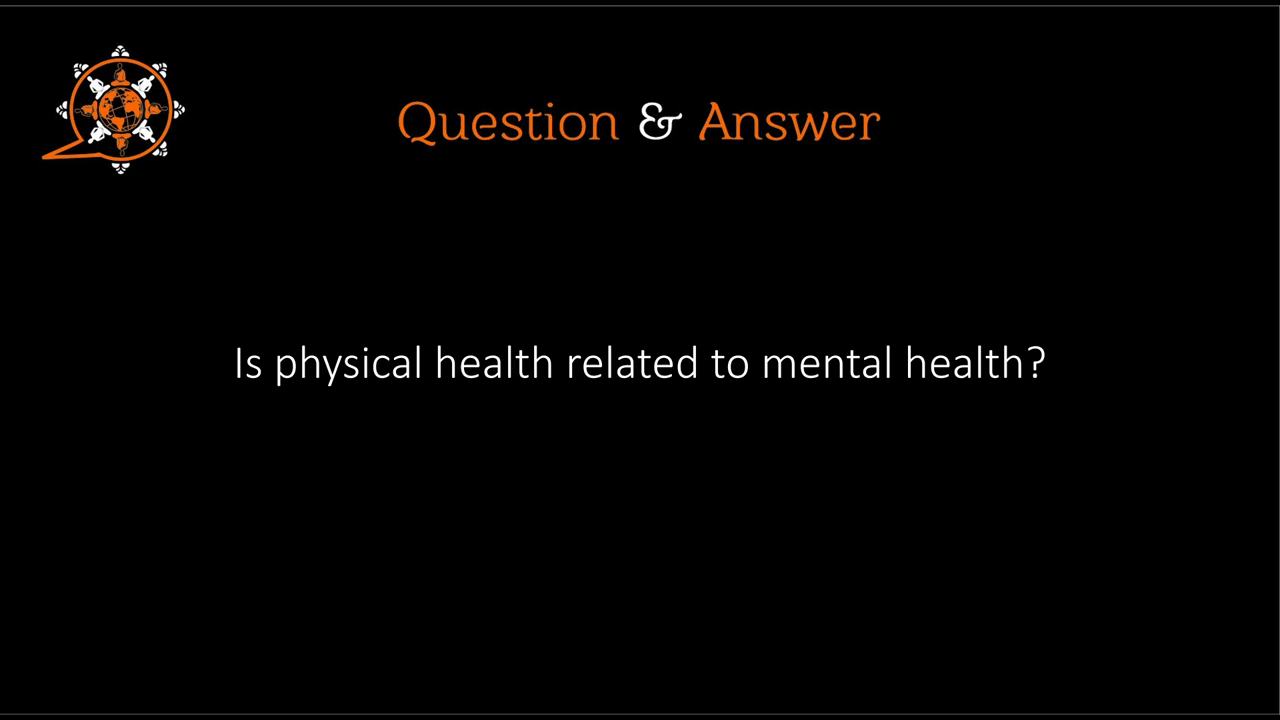 Question & Answer
Is physical health related to mental health?